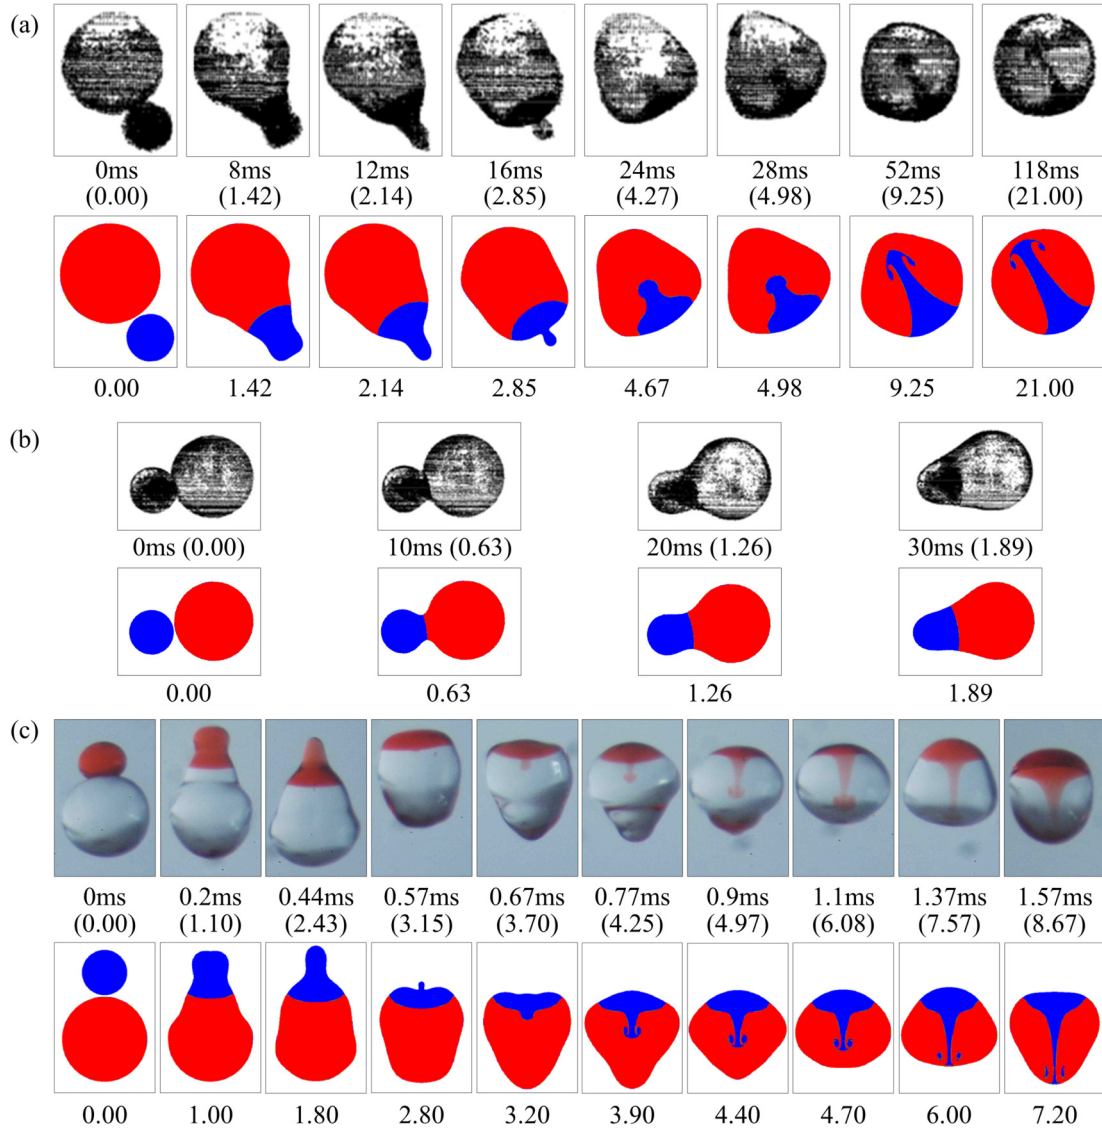 (a)
0ms 8ms 12ms 16ms 24ms 28ms 52ms 118ms
(0.00) (1.42) (2.14) (2.85) (4.27) (4.98) (9.25) (21.00)
0.00 1.42 2.14 2.85 4.67 4.98 9.25 21.00
(b)
0ms (0.00) 10ms (0.63) 20ms (1.26) 30ms (1.89)
0.00 0.63 1.26 1.89
(c)
0ms 0.2ms 0.44ms 0.57ms 0.67ms 0.77ms 0.9ms 1.1ms 1.37ms 1.57ms
(0.00) (1.10) (2.43) (3.15) (3.70) (4.25) (4.97) (6.08) (7.57) (8.67)
0.00 1.00 1.80 2.80 3.20 3.90 4.40 4.70 6.00 7.20